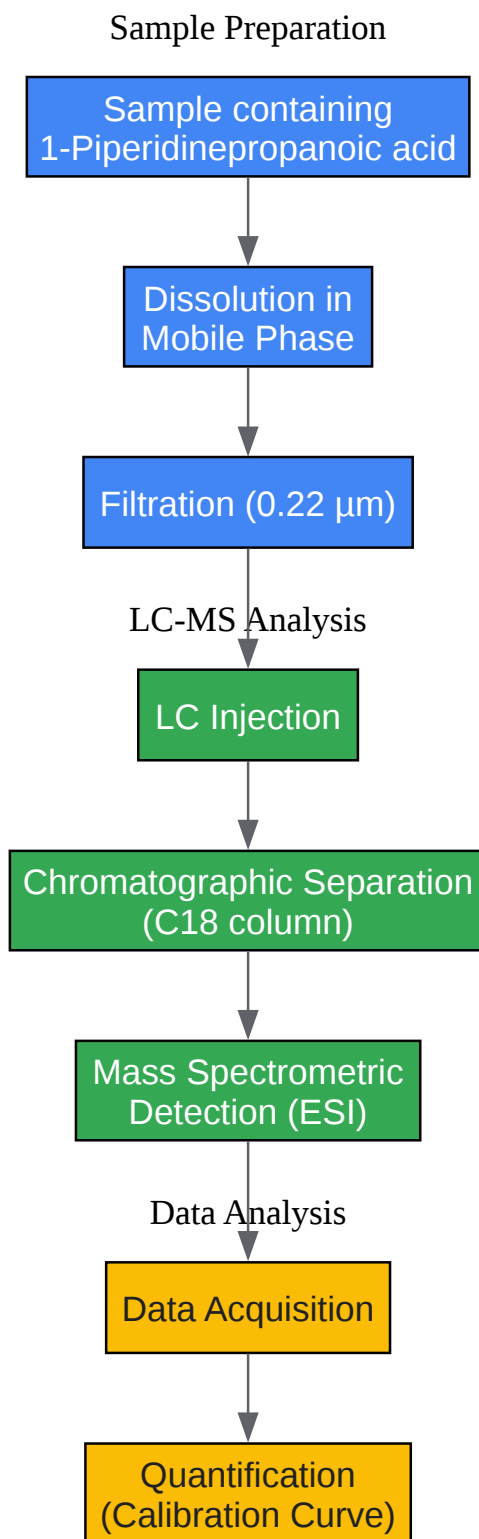 Sample Preparation
Sample containing
1-Piperidinepropanoic acid
Dissolution in
Mobile Phase
Filtration (0.22 µm)
LC-MS Analysis
LC Injection
Chromatographic Separation
(C18 column)
Mass Spectrometric
Detection (ESI)
Data Analysis
Data Acquisition
Quantification
(Calibration Curve)